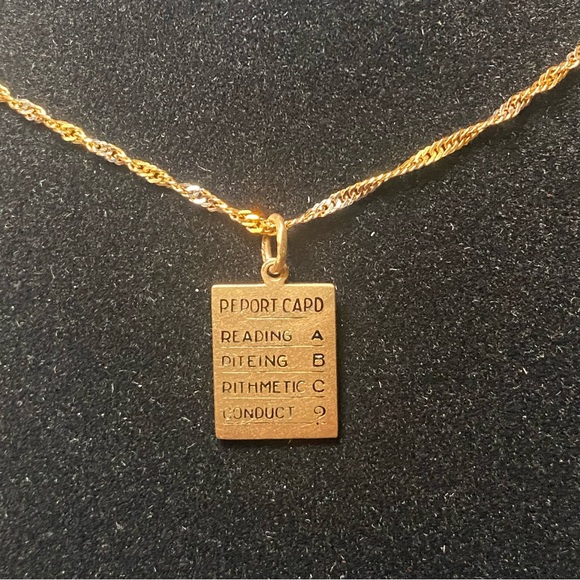 REPORT CARD
READING A
RITEING B
RITHMETIC C
CONDUCT ?